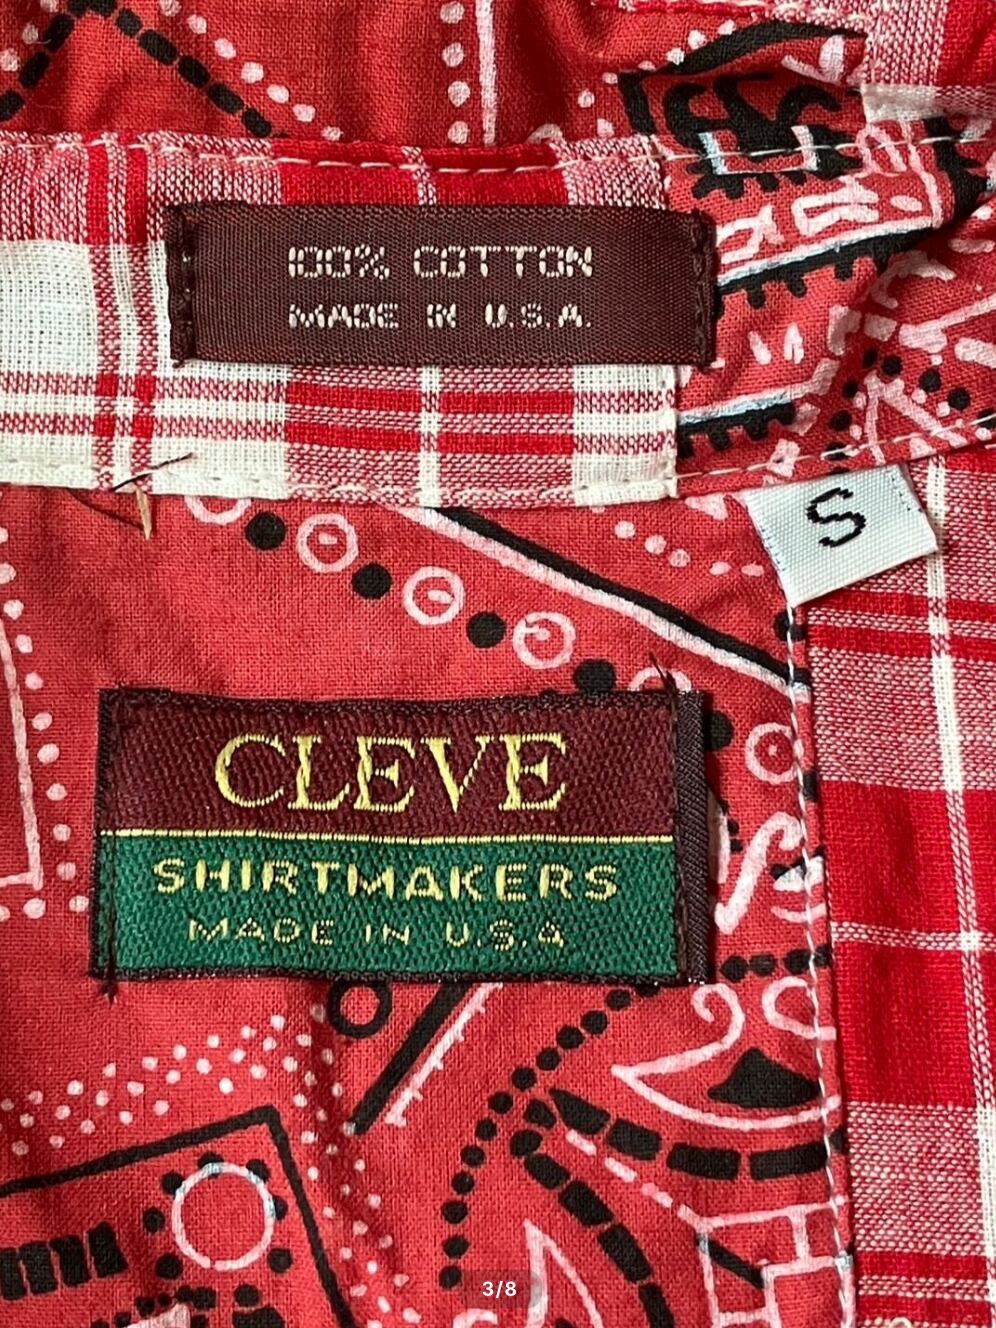 100% COTTON
MADE IN U.S.A.
S
CLEVE
SHIRTMAKERS
MADE IN U.S.A
3/8